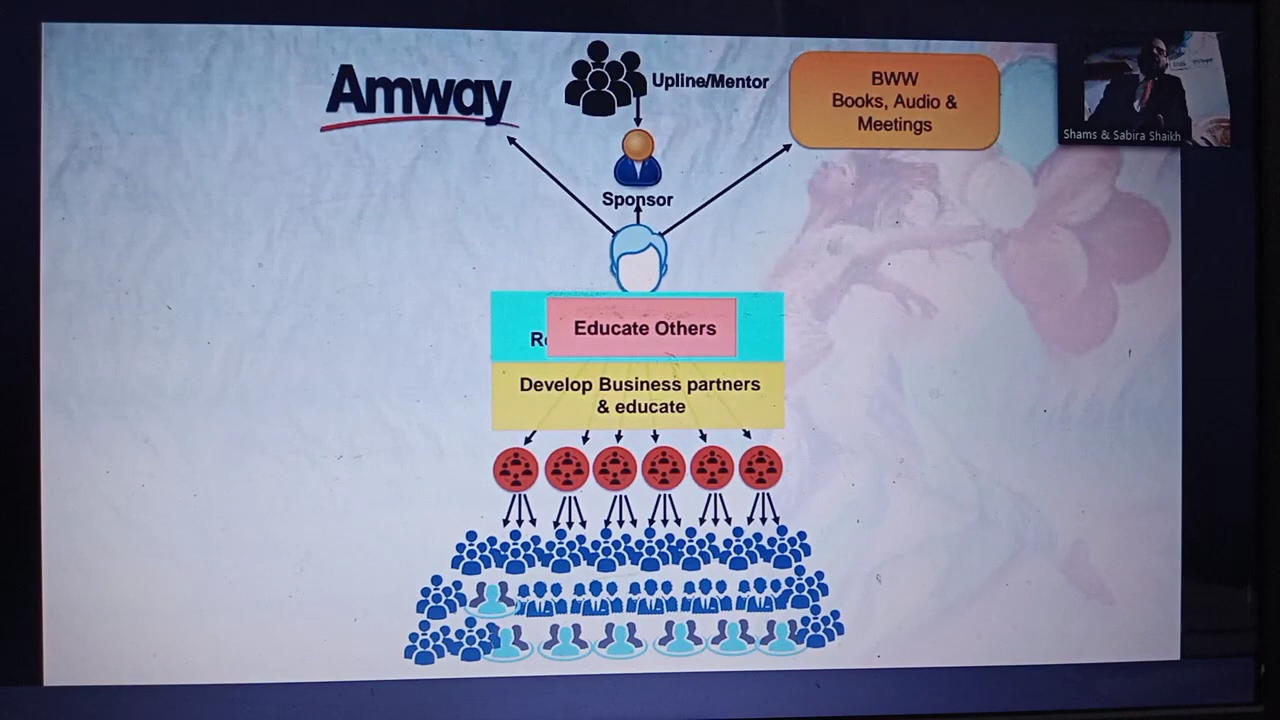 Amway
Upline/Mentor
BWW
Books, Audio &
Meetings
Shams & Sabira Shaikh
Sponsor
Educate Others
Develop Business partners
& educate